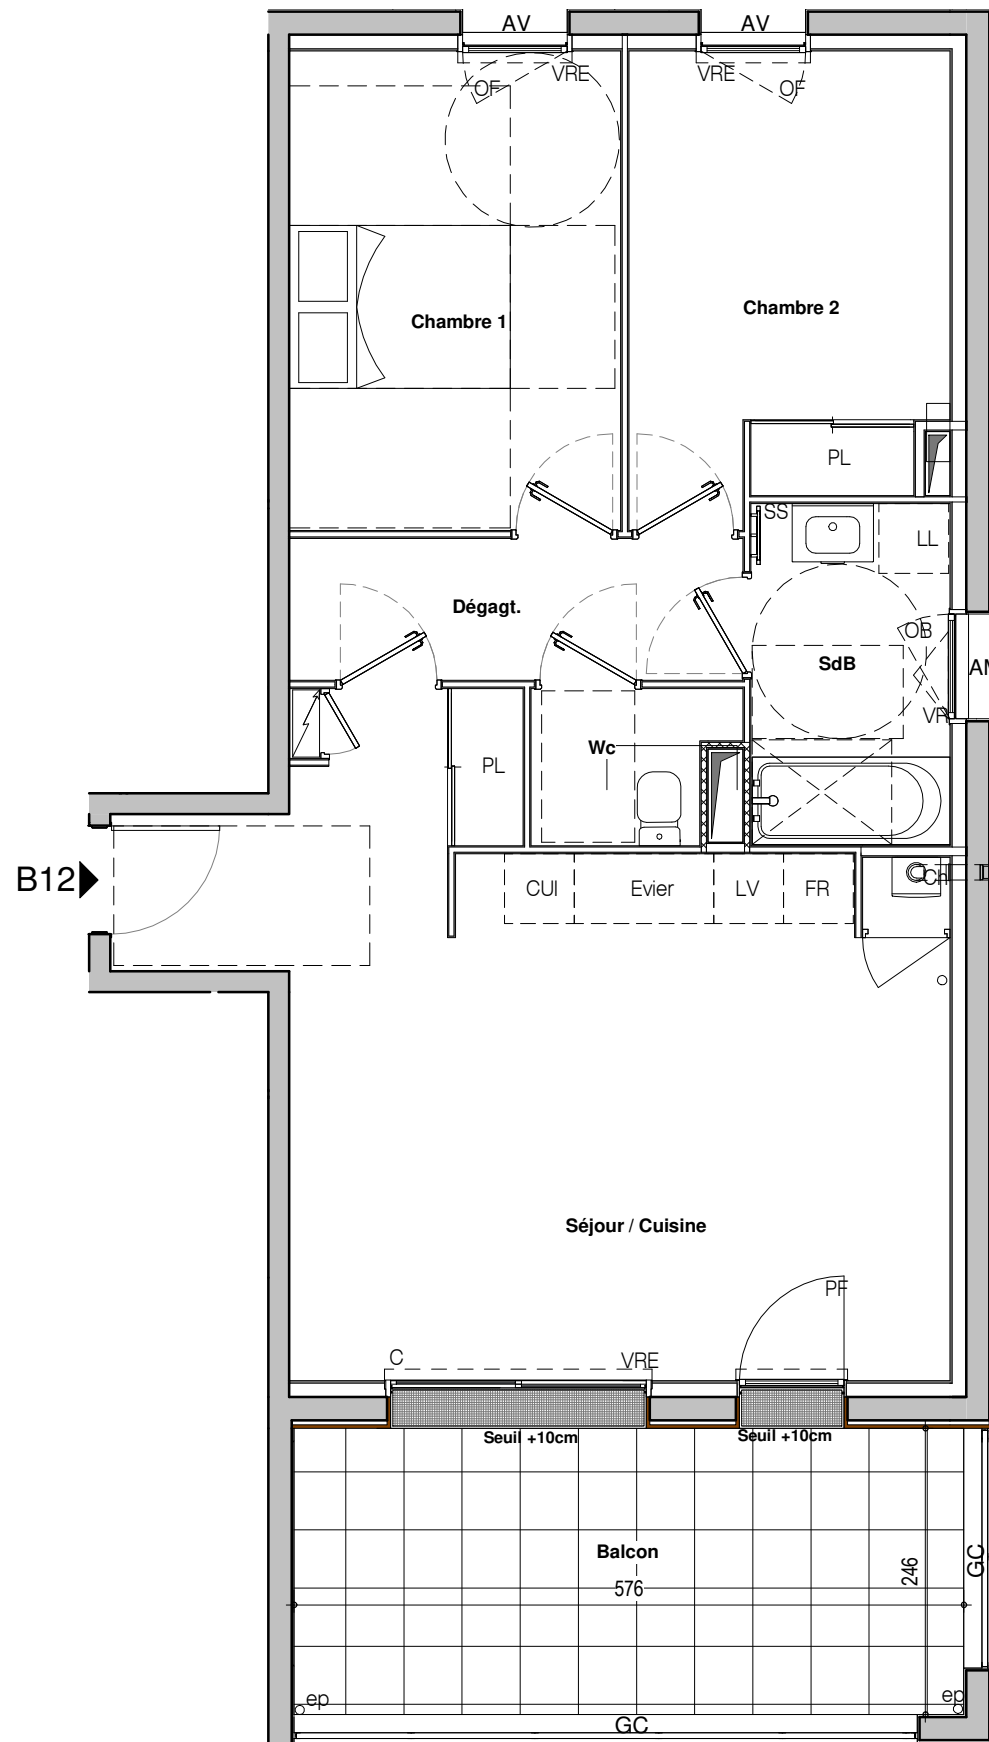 AV
AV
VRE
VRE
OF
OF
Chambre 1
Chambre 2
PL
SS
LL
Dégagt.
OB
SdB
VR
Wc
PL
B12
CUI
Evier
LV
FR
Ch
Séjour / Cuisine
PF
C
VRE
Seuil +10cm
Seuil +10cm
Balcon
576
246
GC
ep
ep
GC